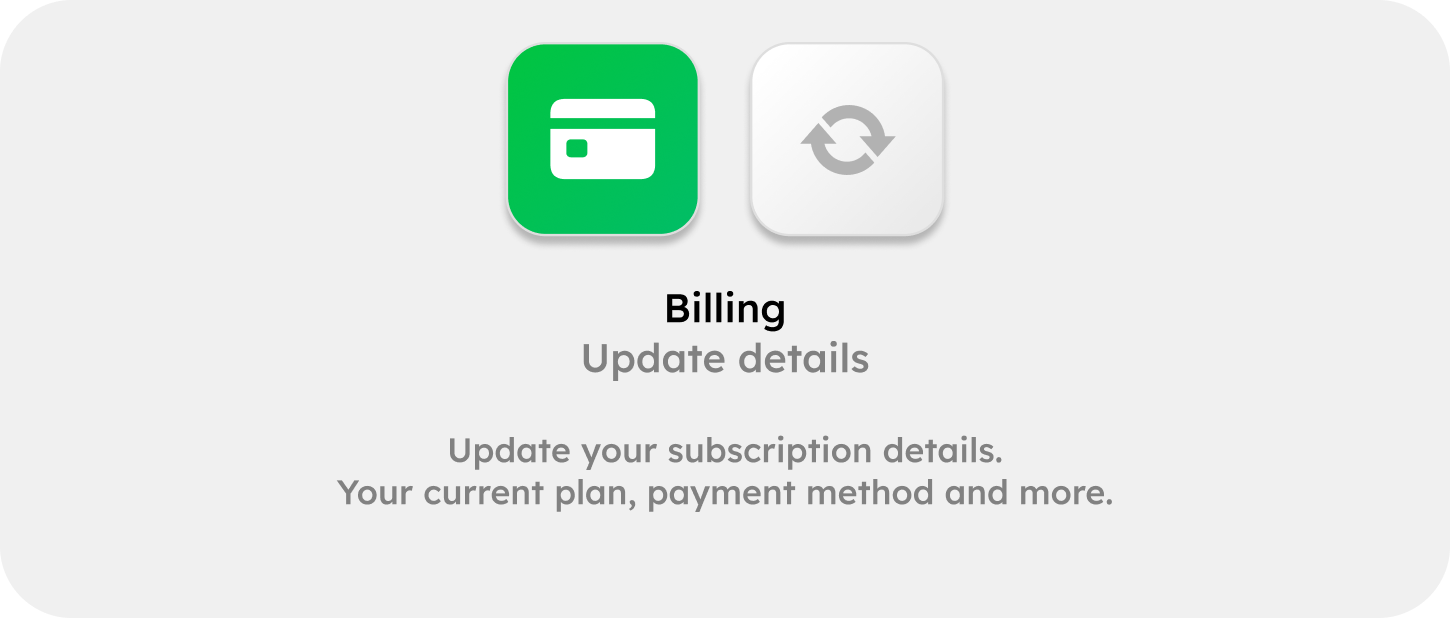 Billing
Update details
Update your subscription details.
Your current plan, payment method and more.